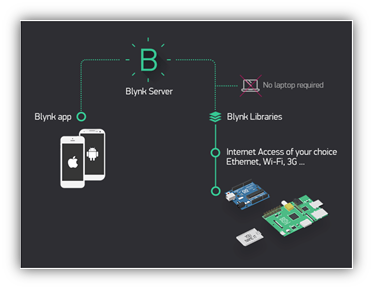 B
Blynk Server
No laptop required
Blynk app
Blynk Libraries
Internet Access of your choice
Ethernet, Wi-Fi, 3G ...